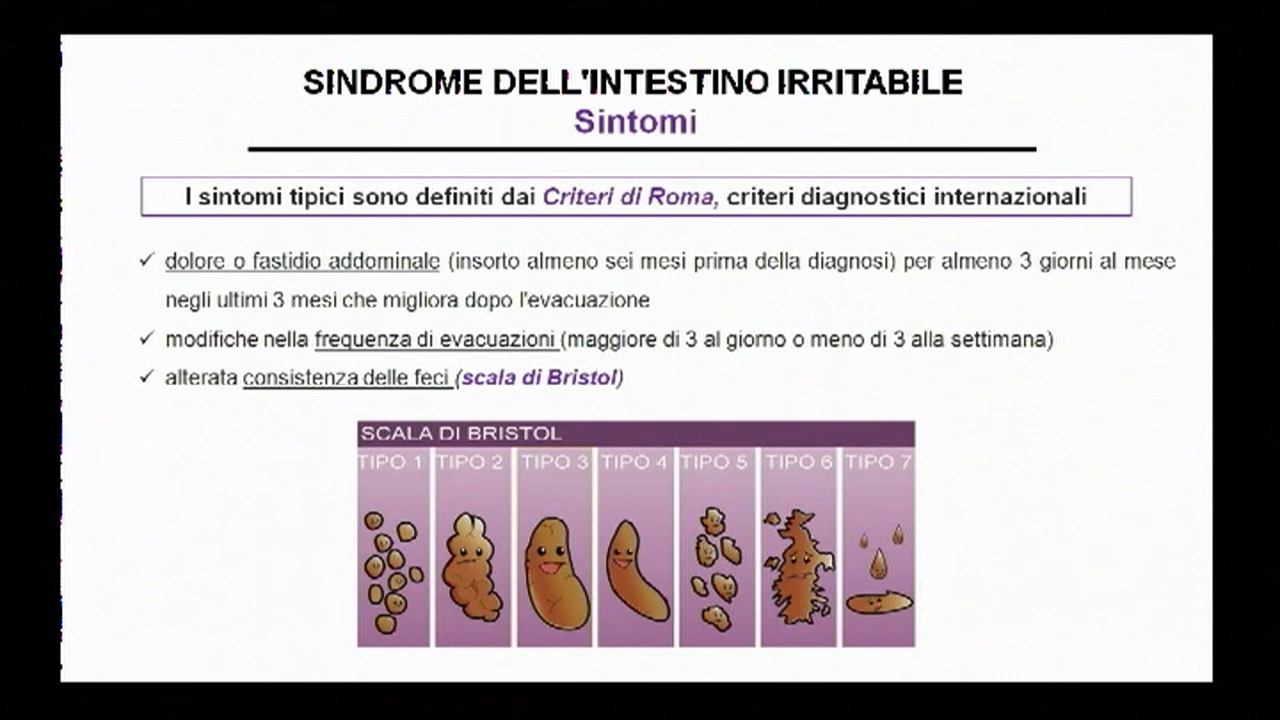 SINDROME DELL'INTESTINO IRRITABILE
Sintomi
I sintomi tipici sono definiti dai Criteri di Roma, criteri diagnostici internazionali
✓ dolore o fastidio addominale (insorto almeno sei mesi prima della diagnosi) per almeno 3 giorni al mese
negli ultimi 3 mesi che migliora dopo l'evacuazione
✓ modifiche nella frequenza di evacuazioni (maggiore di 3 al giorno o meno di 3 alla settimana)
✓ alterata consistenza delle feci (scala di Bristol)
SCALA DI BRISTOL
TIPO 1 TIPO 2 TIPO 3 TIPO 4 TIPO 5 TIPO 6 TIPO 7